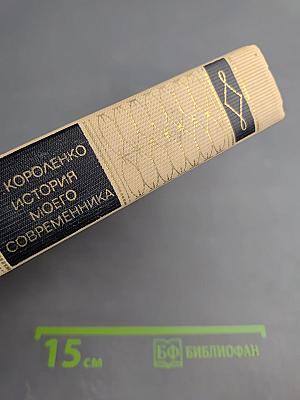 КОРОЛЕНКО
ИСТОРИЯ
МОЕГО
СОВРЕМЕННИКА
15 см
БФ БИБЛИОФАН